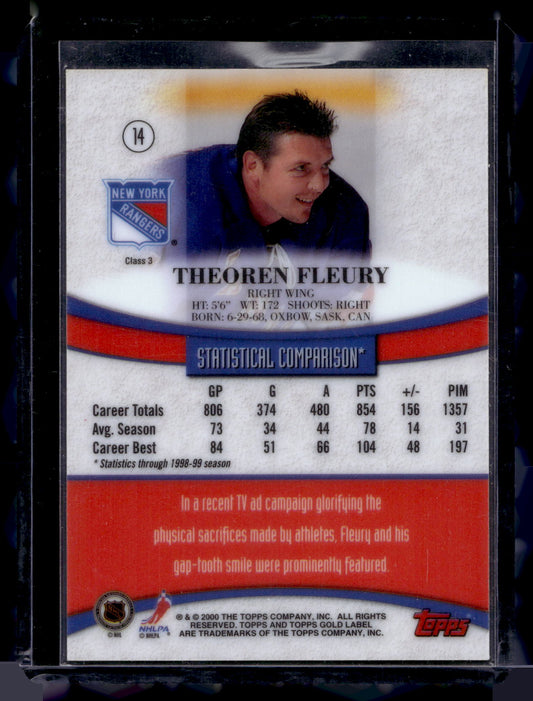 14
NEW YORK
RANGERS
®
Class 3
THEOREN FLEURY
RIGHT WING
HT: 5'6" WT: 172 SHOOTS: RIGHT
BORN: 6-29-68, OXBOW, SASK, CAN
STATISTICAL COMPARISON*
GP G A PTS +/- PIM
Career Totals 806 374 480 854 156 1357
Avg. Season 73 34 44 78 14 31
Career Best 84 51 66 104 48 197
* Statistics through 1998-99 season
In a recent TV ad campaign glorifying the
physical sacrifices made by athletes, Fleury and his
gap-tooth smile were prominently featured.
© NHL
NHLPA
© NHLPA
® & © 2000 THE TOPPS COMPANY, INC. ALL RIGHTS
RESERVED. TOPPS AND TOPPS GOLD LABEL
ARE TRADEMARKS OF THE TOPPS COMPANY, INC.
TOPPS